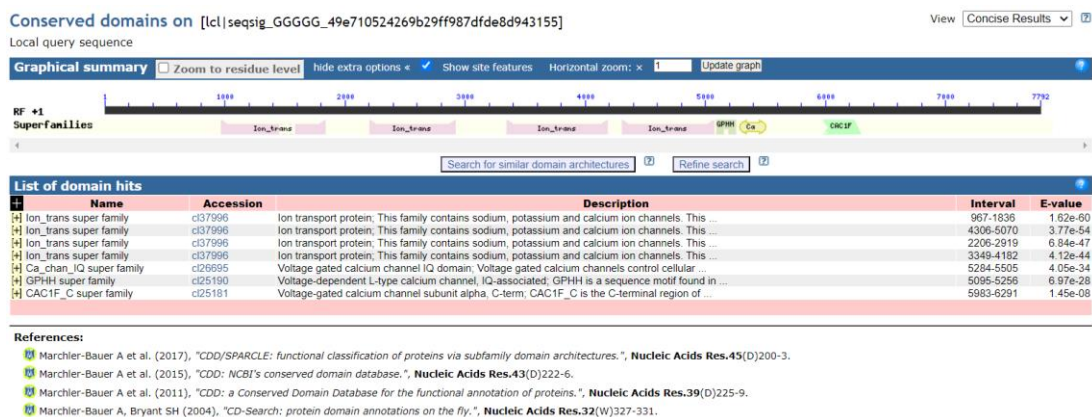 Conserved domains on [lcl|seqsig_GGGGG_49e710524269b29ff987dfde8d943155]
View Concise Results
Local query sequence
Graphical summary Zoom to residue level hide extra options « Show site features Horizontal zoom: × 1 Update graph
1 1000 2000 3000 4000 5000 6000 7000 7792
RF +1
Superfamilies Ion_trans Ion_trans Ion_trans Ion_trans GPHH Ca CAC1F
Search for similar domain architectures Refine search
List of domain hits
Name Accession Description Interval E-value
[+] Ion_trans super family cl37996 Ion transport protein; This family contains sodium, potassium and calcium ion channels. This ... 967-1836 1.62e-60
[+] Ion_trans super family cl37996 Ion transport protein; This family contains sodium, potassium and calcium ion channels. This ... 4306-5070 3.77e-54
[+] Ion_trans super family cl37996 Ion transport protein; This family contains sodium, potassium and calcium ion channels. This ... 2206-2919 6.84e-47
[+] Ion_trans super family cl37996 Ion transport protein; This family contains sodium, potassium and calcium ion channels. This ... 3349-4182 4.12e-44
[+] Ca_chan_IQ super family cl26695 Voltage gated calcium channel IQ domain; Voltage gated calcium channels control cellular ... 5284-5505 4.05e-34
[+] GPHH super family cl25190 Voltage-dependent L-type calcium channel, IQ-associated; GPHH is a sequence motif found in ... 5095-5256 6.97e-28
[+] CAC1F_C super family cl25181 Voltage-gated calcium channel subunit alpha, C-term; CAC1F_C is the C-terminal region of ... 5983-6291 1.45e-08
References:
Marchler-Bauer A et al. (2017), "CDD/SPARCLE: functional classification of proteins via subfamily domain architectures.", Nucleic Acids Res.45(D)200-3.
Marchler-Bauer A et al. (2015), "CDD: NCBI's conserved domain database.", Nucleic Acids Res.43(D)222-6.
Marchler-Bauer A et al. (2011), "CDD: a Conserved Domain Database for the functional annotation of proteins.", Nucleic Acids Res.39(D)225-9.
Marchler-Bauer A, Bryant SH (2004), "CD-Search: protein domain annotations on the fly.", Nucleic Acids Res.32(W)327-331.